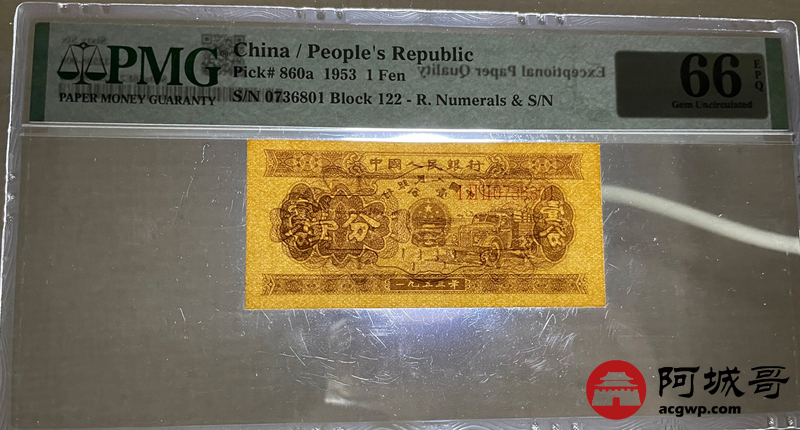 PMG
PAPER MONEY GUARANTY
China / People's Republic
Pick# 860a 1953 1 Fen
Exceptional Paper Quality
S/N 0736801 Block 122 - R. Numerals & S/N
66 EPQ
Gem Uncirculated
中國人民銀行
壹分
壹分
一九五三年
阿城哥
acgwp.com